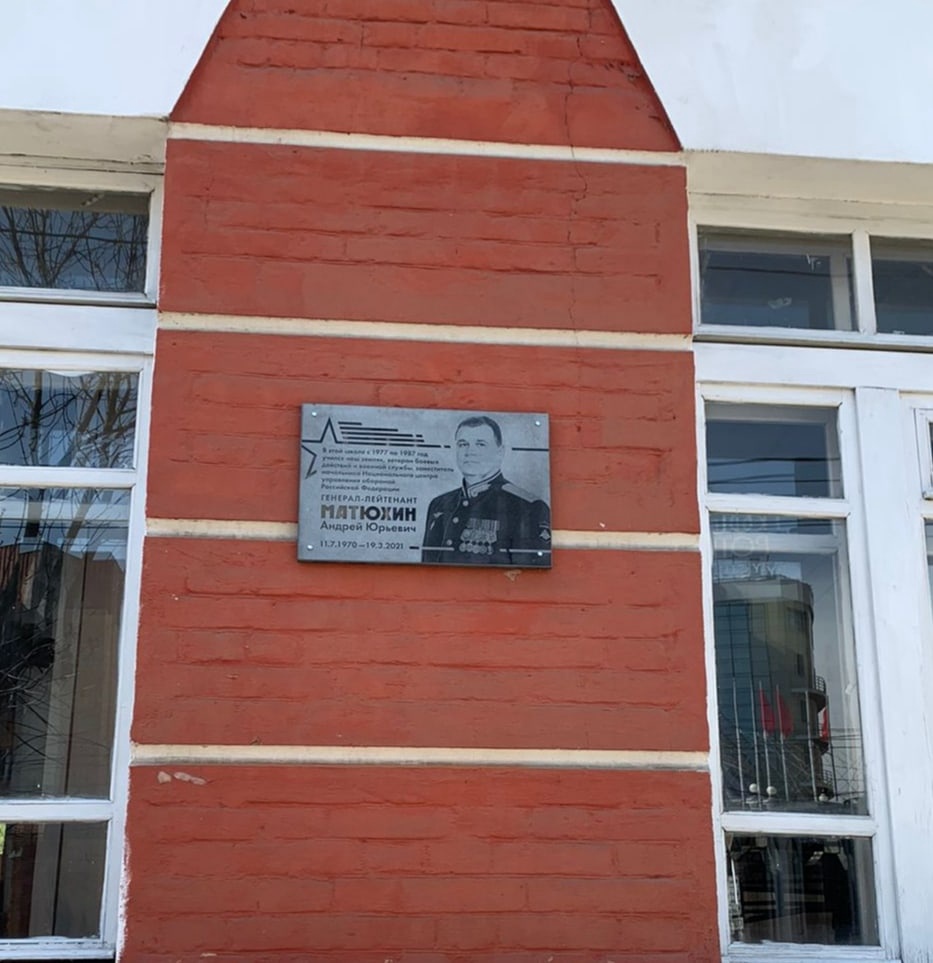 В этой школе с 1977 по 1987 год
учился наш земляк, ветеран боевых
действий и военной службы, заместитель
начальника Национального центра
управления обороной
Российской Федерации
ГЕНЕРАЛ-ЛЕЙТЕНАНТ
МАТЮХИН
Андрей Юрьевич
11.7.1970—19.3.2021